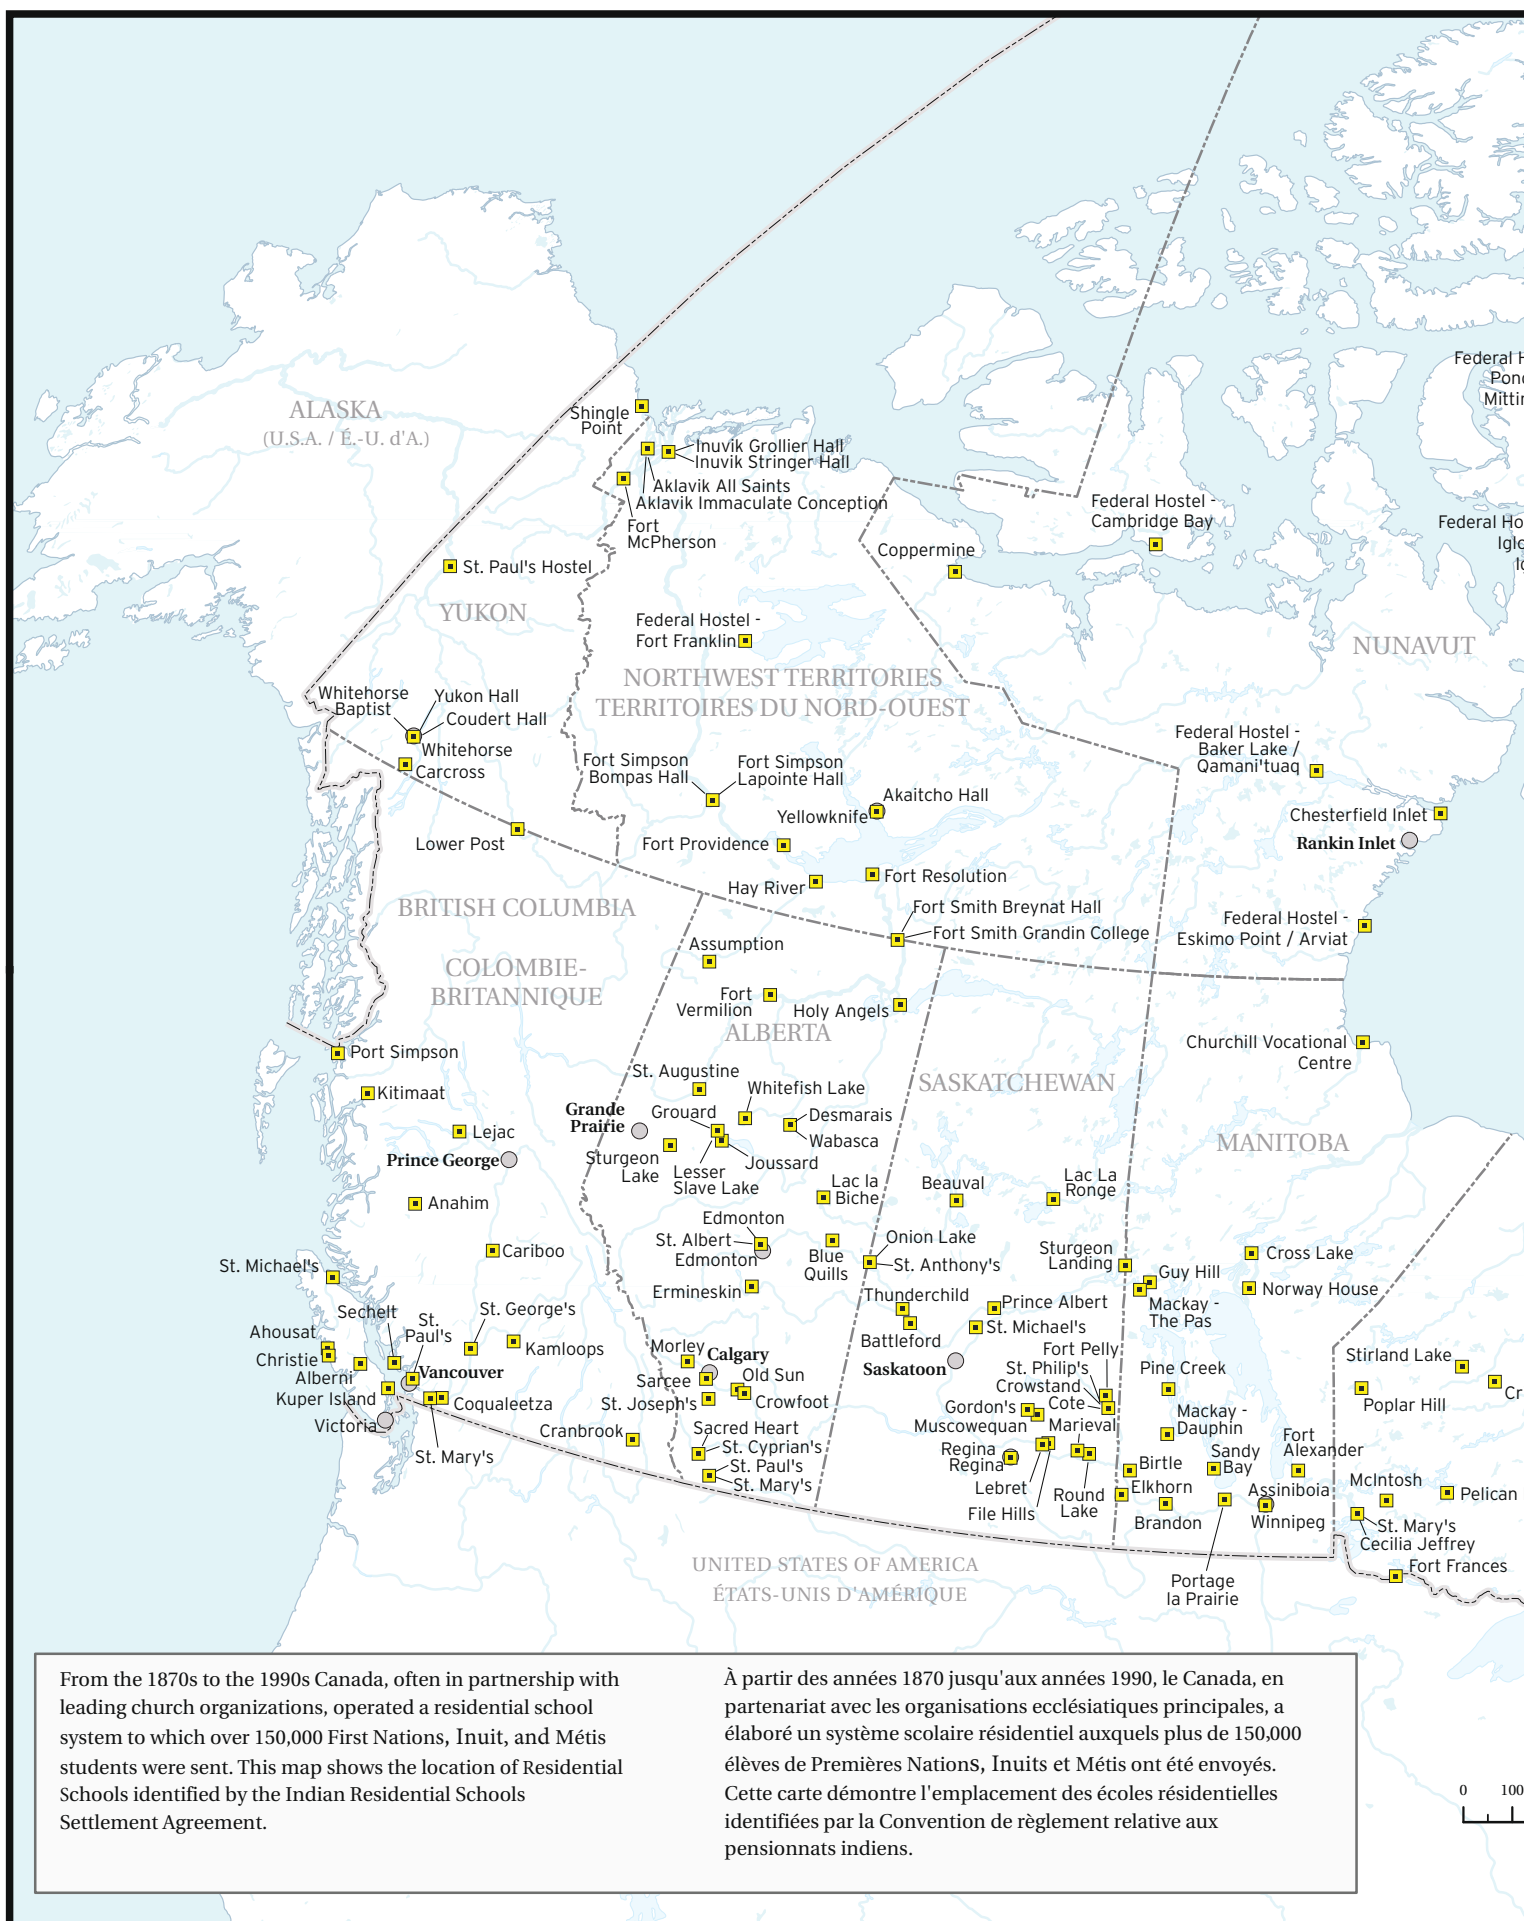 Federal H
Pond
Mittin
ALASKA
(U.S.A. / É.-U. d'A.)
Shingle
Point
Inuvik Grollier Hall
Inuvik Stringer Hall
Aklavik All Saints
Aklavik Immaculate Conception
Fort
McPherson
Federal Hostel -
Cambridge Bay
Federal Ho
Iglo
Coppermine
St. Paul's Hostel
YUKON
Federal Hostel -
Fort Franklin
NUNAVUT
NORTHWEST TERRITORIES
TERRITOIRES DU NORD-OUEST
Whitehorse
Baptist
Yukon Hall
Coudert Hall
Whitehorse
Carcross
Federal Hostel -
Baker Lake /
Qamani'tuaq
Fort Simpson
Bompas Hall
Fort Simpson
Lapointe Hall
Akaitcho Hall
Yellowknife
Chesterfield Inlet
Rankin Inlet
Lower Post
Fort Providence
Hay River
Fort Resolution
BRITISH COLUMBIA
Fort Smith Breynat Hall
Fort Smith Grandin College
Federal Hostel -
Eskimo Point / Arviat
Assumption
COLOMBIE-
BRITANNIQUE
Fort
Vermilion
Holy Angels
ALBERTA
Port Simpson
Churchill Vocational
Centre
St. Augustine
SASKATCHEWAN
Kitimaat
Whitefish Lake
Grande
Prairie
Grouard
Desmarais
Wabasca
Lejac
MANITOBA
Prince George
Sturgeon
Lake
Lesser
Slave Lake
Joussard
Lac la
Biche
Beauval
Lac La
Ronge
Anahim
Edmonton
St. Albert
Edmonton
Cariboo
Blue
Quills
Onion Lake
St. Anthony's
Sturgeon
Landing
Cross Lake
St. Michael's
Guy Hill
Norway House
Ermineskin
Thunderchild
Prince Albert
Mackay -
The Pas
Sechelt
St.
Paul's
St. George's
Battleford
St. Michael's
Ahousat
Christie
Kamloops
Morley
Calgary
Fort Pelly
Stirland Lake
Alberni
Vancouver
Saskatoon
St. Philip's
Pine Creek
Sarcee
Old Sun
Crowstand
Cr
Kuper Island
Coqualeetza
St. Joseph's
Crowfoot
Gordon's
Cote
Poplar Hill
Victoria
Cranbrook
Muscowequan
Marieval
Mackay -
Dauphin
St. Mary's
Sacred Heart
St. Cyprian's
St. Paul's
St. Mary's
Regina
Regina
Lebret
File Hills
Round
Lake
Birtle
Elkhorn
Brandon
Sandy
Bay
Fort
Alexander
Assiniboia
Winnipeg
McIntosh
Pelican
St. Mary's
Cecilia Jeffrey
Fort Frances
Portage
la Prairie
UNITED STATES OF AMERICA
ÉTATS-UNIS D'AMÉRIQUE
From the 1870s to the 1990s Canada, often in partnership with
leading church organizations, operated a residential school
system to which over 150,000 First Nations, Inuit, and Métis
students were sent. This map shows the location of Residential
Schools identified by the Indian Residential Schools
Settlement Agreement.
À partir des années 1870 jusqu'aux années 1990, le Canada, en
partenariat avec les organisations ecclésiatiques principales, a
élaboré un système scolaire résidentiel auxquels plus de 150,000
élèves de Premières Nations, Inuits et Métis ont été envoyés.
Cette carte démontre l'emplacement des écoles résidentielles
identifiées par la Convention de règlement relative aux
pensionnats indiens.
0 100